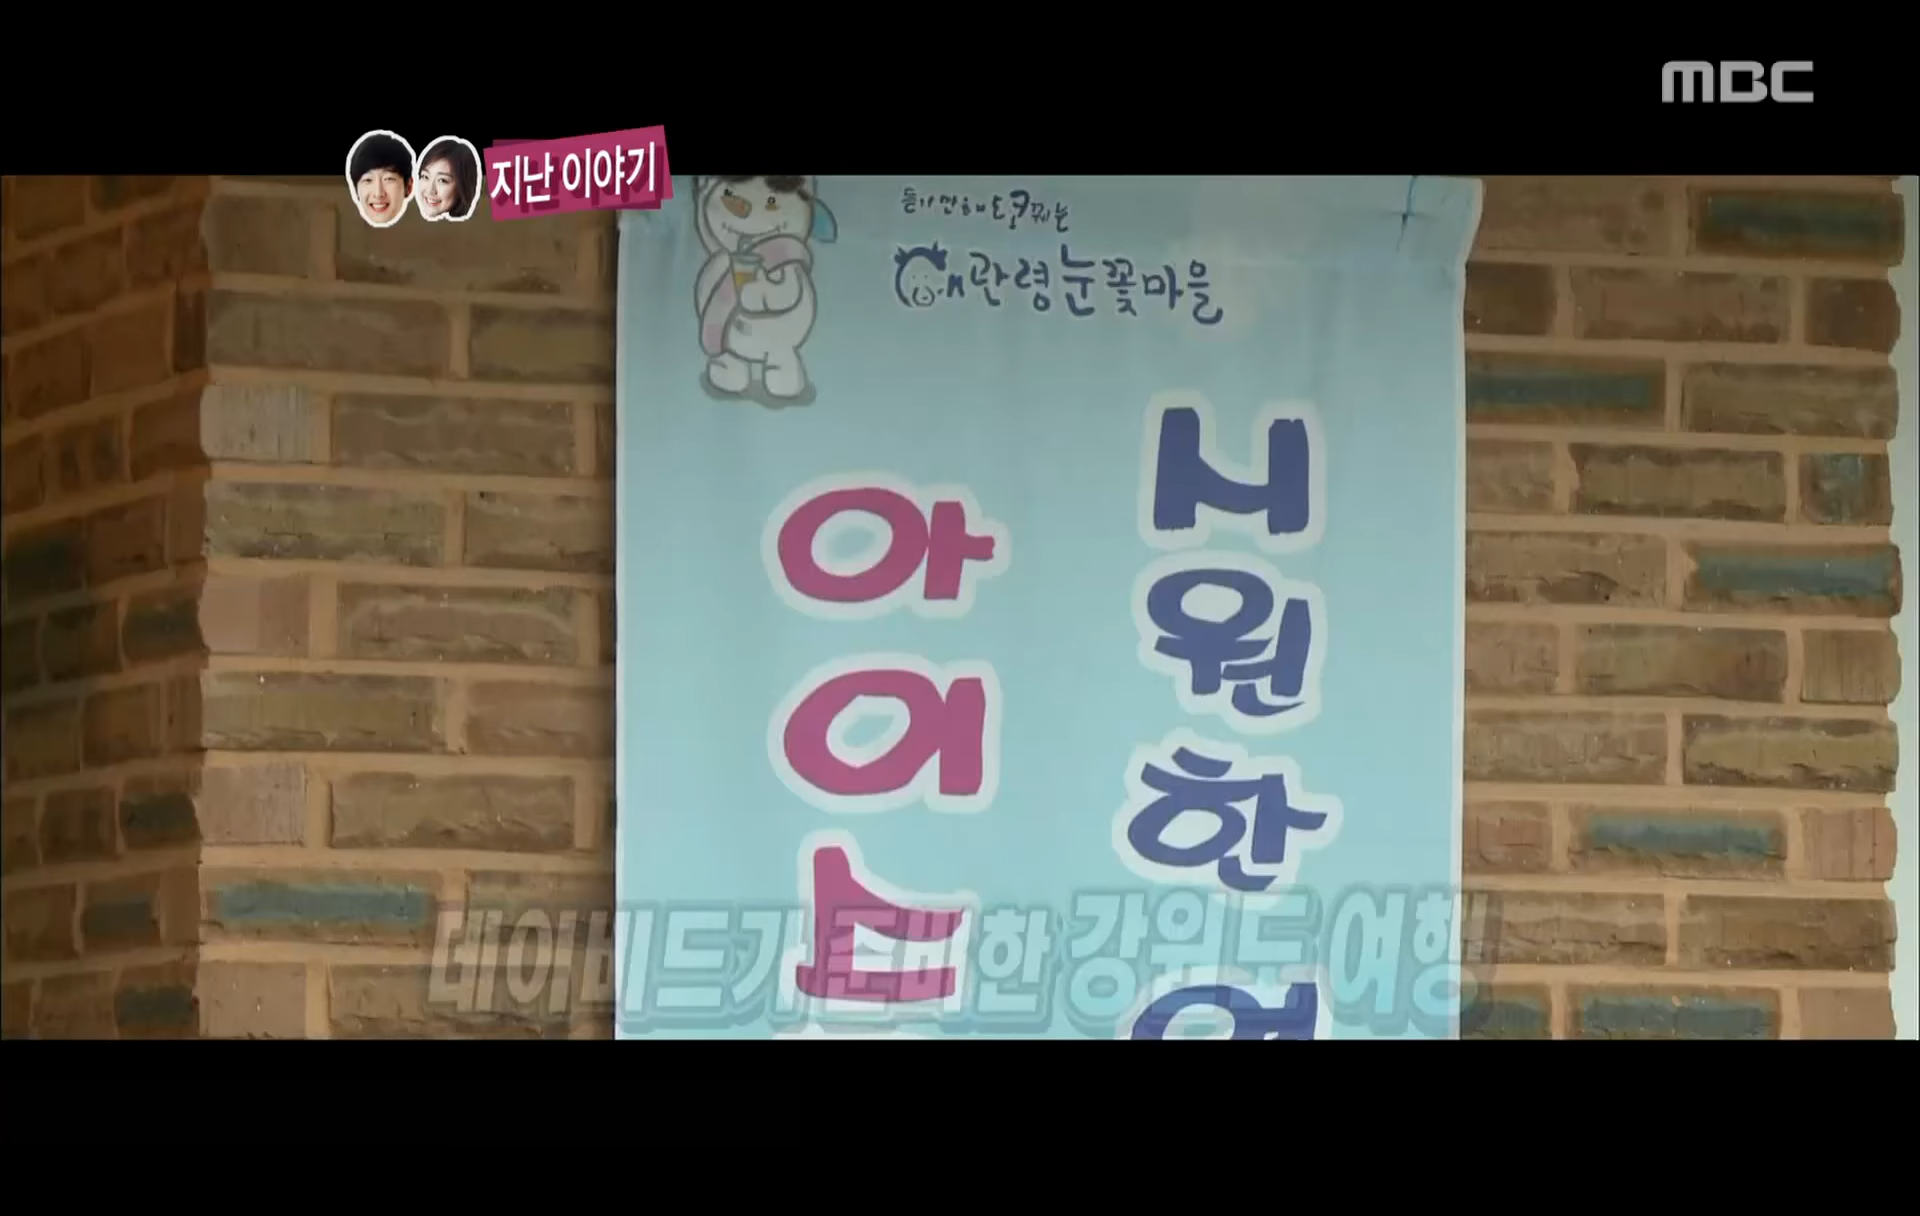 MBC
지난 이야기
관령눈꽃마을
시원한
아이스
데이비드가 준비한 강원도 여행